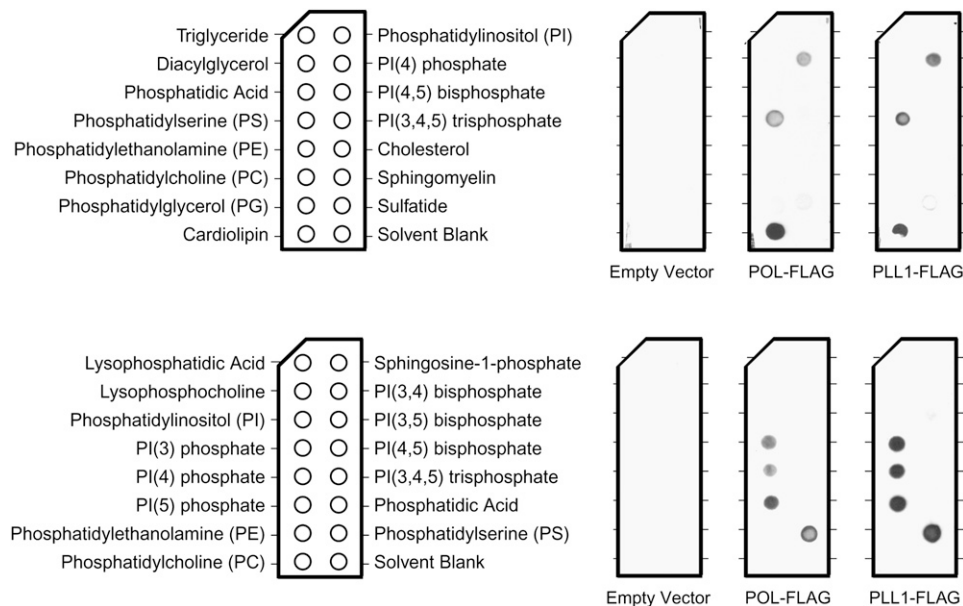 Triglyceride Phosphatidylinositol (PI)
Diacylglycerol PI(4) phosphate
Phosphatidic Acid PI(4,5) bisphosphate
Phosphatidylserine (PS) PI(3,4,5) trisphosphate
Phosphatidylethanolamine (PE) Cholesterol
Phosphatidylcholine (PC) Sphingomyelin
Phosphatidylglycerol (PG) Sulfatide
Cardiolipin Solvent Blank
Empty Vector POL-FLAG PLL1-FLAG
Lysophosphatidic Acid Sphingosine-1-phosphate
Lysophosphocholine PI(3,4) bisphosphate
Phosphatidylinositol (PI) PI(3,5) bisphosphate
PI(3) phosphate PI(4,5) bisphosphate
PI(4) phosphate PI(3,4,5) trisphosphate
PI(5) phosphate Phosphatidic Acid
Phosphatidylethanolamine (PE) Phosphatidylserine (PS)
Phosphatidylcholine (PC) Solvent Blank
Empty Vector POL-FLAG PLL1-FLAG